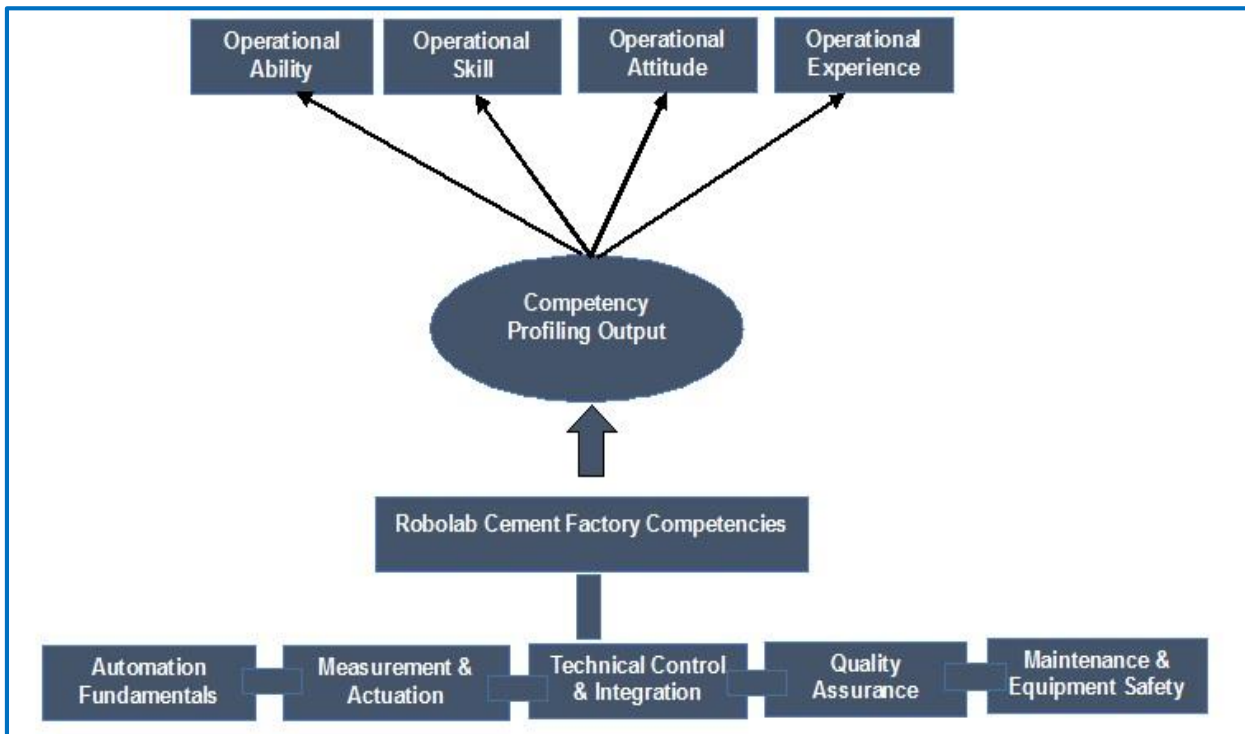 Operational
Ability
Operational
Skill
Operational
Attitude
Operational
Experience
Competency
Profiling Output
Robolab Cement Factory Competencies
Automation
Fundamentals
Measurement &
Actuation
Technical Control
& Integration
Quality
Assurance
Maintenance &
Equipment Safety